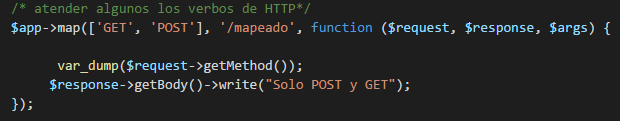 /* atender algunos los verbos de HTTP*/
$app->map(['GET', 'POST'], '/mapeado', function ($request, $response, $args) {
var_dump($request->getMethod());
$response->getBody()->write("Solo POST y GET");
});